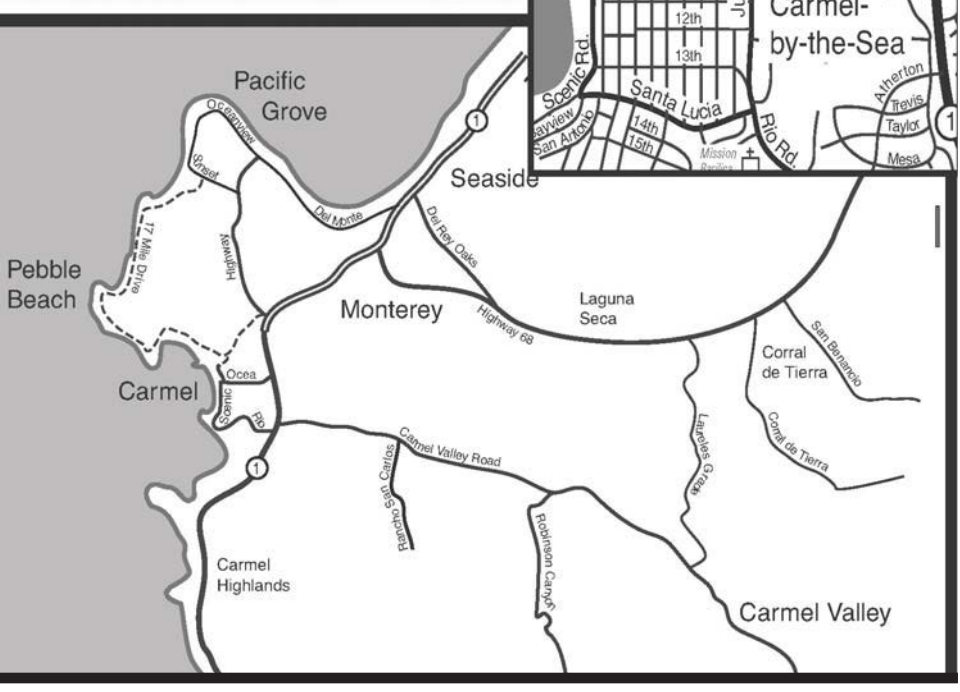 12th
Carmel-
by-the-Sea
13th
Scenic Rd.
Santa Lucia
Atherton
Trevis
Taylor
Mesa
San Antonio
14th
15th
Rio Rd.
Mission
1
Pacific
Grove
Oceanview
1
Sunset
Seaside
Del Monte
Del Rey Oaks
17 Mile Drive
Highway
Pebble
Beach
Monterey
Highway 68
Laguna
Seca
San Benancio
Corral
de Tierra
Ocea
Carmel
Scenic
Rio
Corral de Tierra
Laureles Grade
Carmel Valley Road
Rancho San Carlos
1
Robinson Canyon
Carmel
Highlands
Carmel Valley